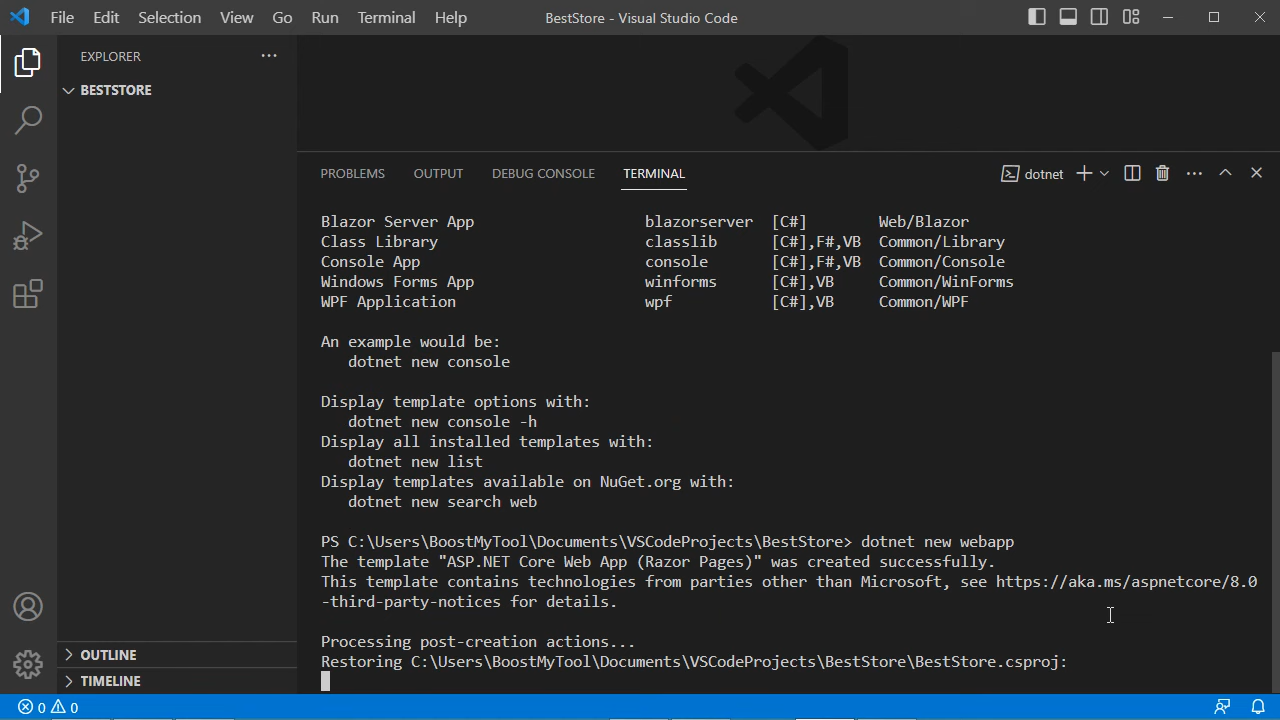 File Edit Selection View Go Run Terminal Help BestStore - Visual Studio Code
EXPLORER
BESTSTORE
OUTLINE
TIMELINE
PROBLEMS OUTPUT DEBUG CONSOLE TERMINAL dotnet
Blazor Server App blazorserver [C#] Web/Blazor
Class Library classlib [C#],F#,VB Common/Library
Console App console [C#],F#,VB Common/Console
Windows Forms App winforms [C#],VB Common/WinForms
WPF Application wpf [C#],VB Common/WPF
An example would be:
dotnet new console
Display template options with:
dotnet new console -h
Display all installed templates with:
dotnet new list
Display templates available on NuGet.org with:
dotnet new search web
PS C:\Users\BoostMyTool\Documents\VSCodeProjects\BestStore> dotnet new webapp
The template "ASP.NET Core Web App (Razor Pages)" was created successfully.
This template contains technologies from parties other than Microsoft, see https://aka.ms/aspnetcore/8.0
-third-party-notices for details.
Processing post-creation actions...
Restoring C:\Users\BoostMyTool\Documents\VSCodeProjects\BestStore\BestStore.csproj:
0 0